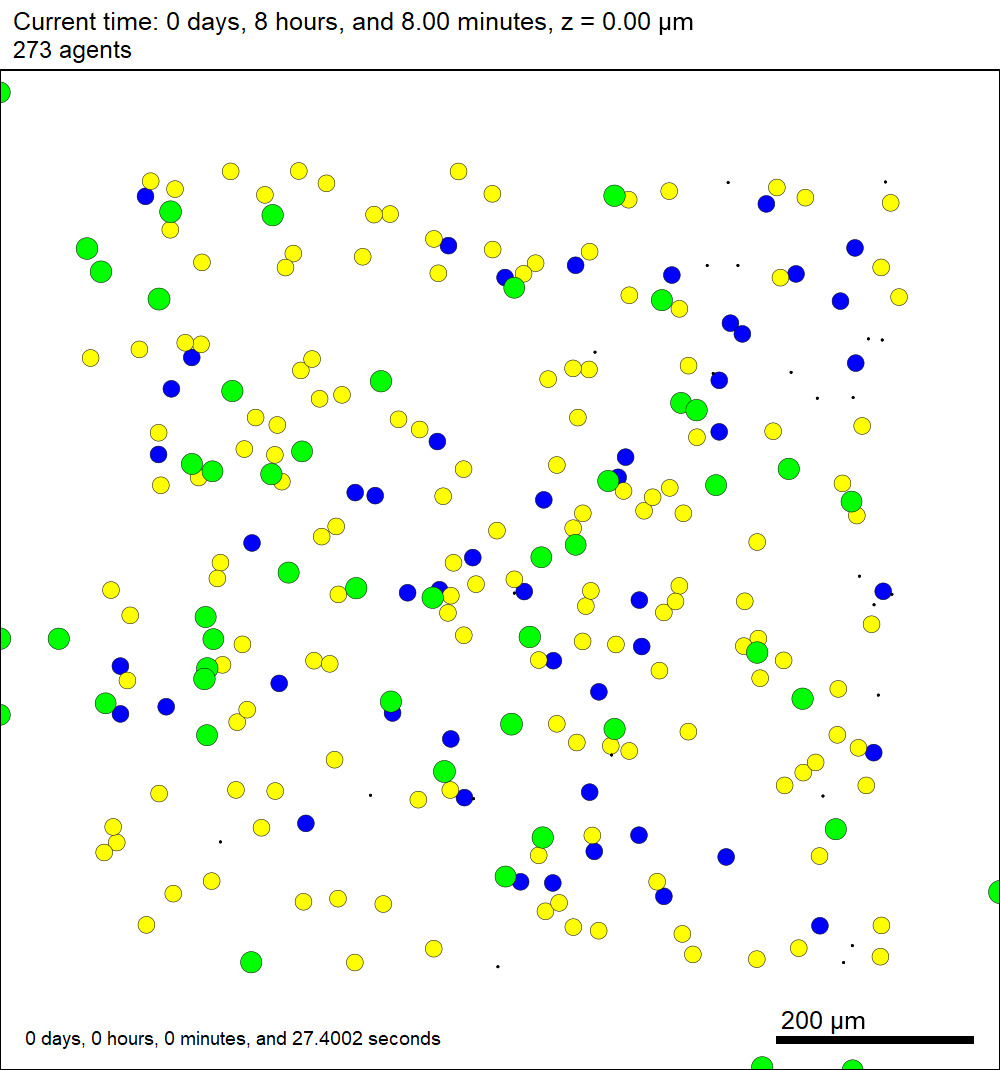 Current time: 0 days, 8 hours, and 8.00 minutes, z = 0.00 μm
273 agents
200 μm
0 days, 0 hours, 0 minutes, and 27.4002 seconds